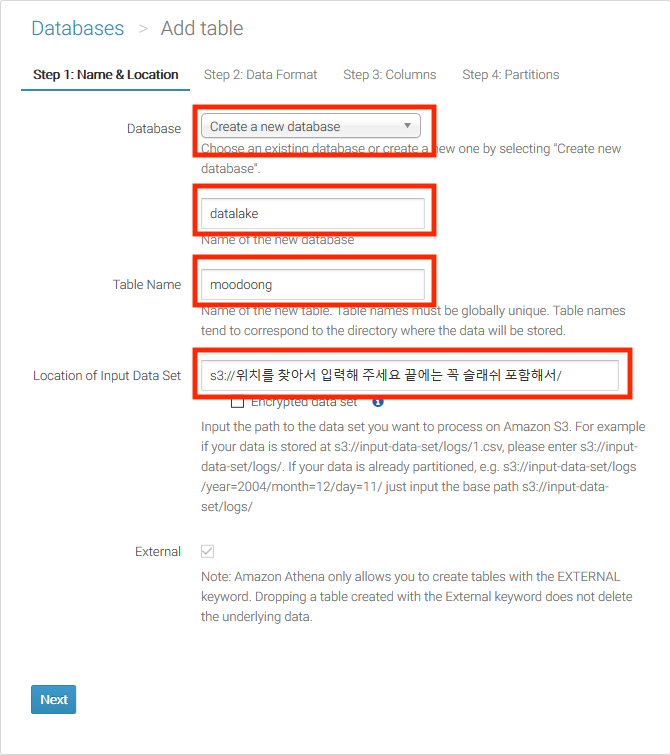 Databases > Add table
Step 1: Name & Location Step 2: Data Format Step 3: Columns Step 4: Partitions
Database Create a new database
Choose an existing database or create a new one by selecting "Create new
database".
datalake
Name of the new database
Table Name moodoong
Name of the new table. Table names must be globally unique. Table names
tend to correspond to the directory where the data will be stored.
Location of Input Data Set s3://위치를 찾아서 입력해 주세요 끝에는 꼭 슬래쉬 포함해서/
Encrypted data set
Input the path to the data set you want to process on Amazon S3. For example
if your data is stored at s3://input-data-set/logs/1.csv, please enter s3://input-
data-set/logs/. If your data is already partitioned, e.g. s3://input-data-set/logs
/year=2004/month=12/day=11/ just input the base path s3://input-data-
set/logs/
External
Note: Amazon Athena only allows you to create tables with the EXTERNAL
keyword. Dropping a table created with the External keyword does not delete
the underlying data.
Next